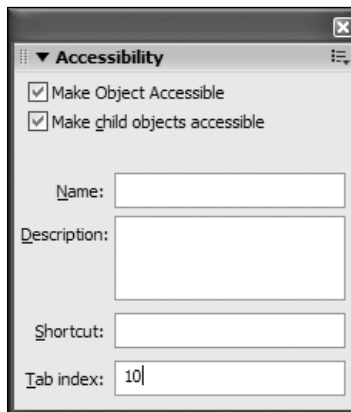 Accessibility
Make Object Accessible
Make child objects accessible
Name:
Description:
Shortcut:
Tab index: 10